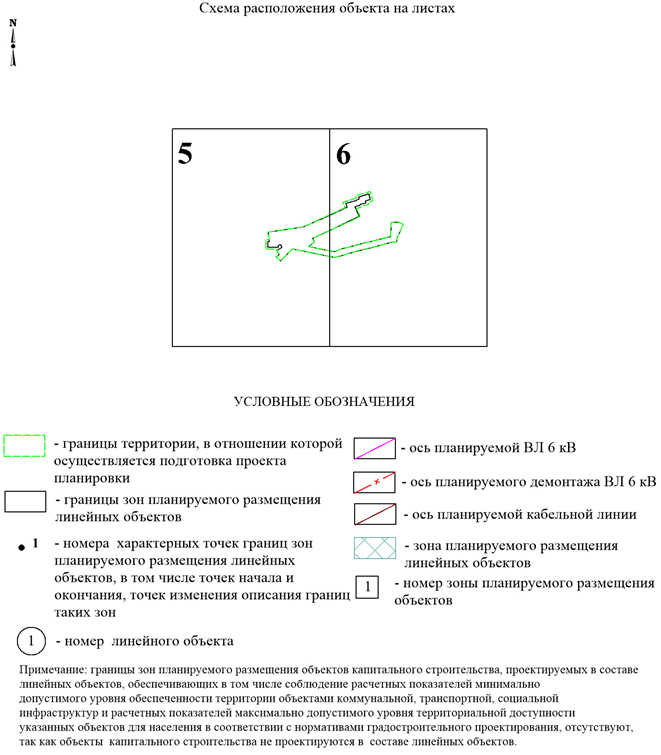 Схема расположения объекта на листах
N
5
6
УСЛОВНЫЕ ОБОЗНАЧЕНИЯ
- границы территории, в отношении которой
осуществляется подготовка проекта
планировки
- границы зон планируемого размещения
линейных объектов
1 - номера характерных точек границ зон
планируемого размещения линейных
объектов, в том числе точек начала и
окончания, точек изменения описания границ
таких зон
1 - номер линейного объекта
- ось планируемой ВЛ 6 кВ
- ось планируемого демонтажа ВЛ 6 кВ
- ось планируемой кабельной линии
- зона планируемого размещения
линейных объектов
1 - номер зоны планируемого размещения
объектов
Примечание: границы зон планируемого размещения объектов капитального строительства, проектируемых в составе
линейных объектов, обеспечивающих в том числе соблюдение расчетных показателей минимально
допустимого уровня обеспеченности территории объектами коммунальной, транспортной, социальной
инфраструктур и расчетных показателей максимально допустимого уровня территориальной доступности
указанных объектов для населения в соответствии с нормативами градостроительного проектирования, отсутствуют,
так как объекты капитального строительства не проектируются в составе линейных объектов.